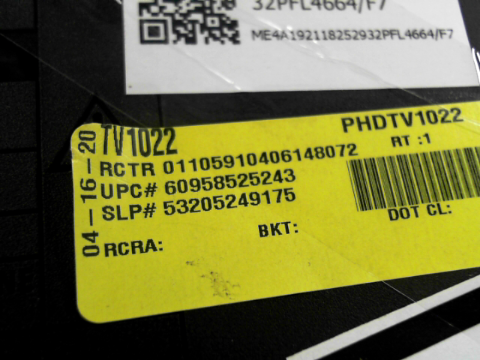 32PFL4664/F7
ME4A192118252932PFL4664/F7
04-16-20
TV1022
PHDTV1022
RCTR 01105910406148072
RT :1
UPC# 60958525243
SLP# 53205249175
BKT:
DOT CL:
RCRA: